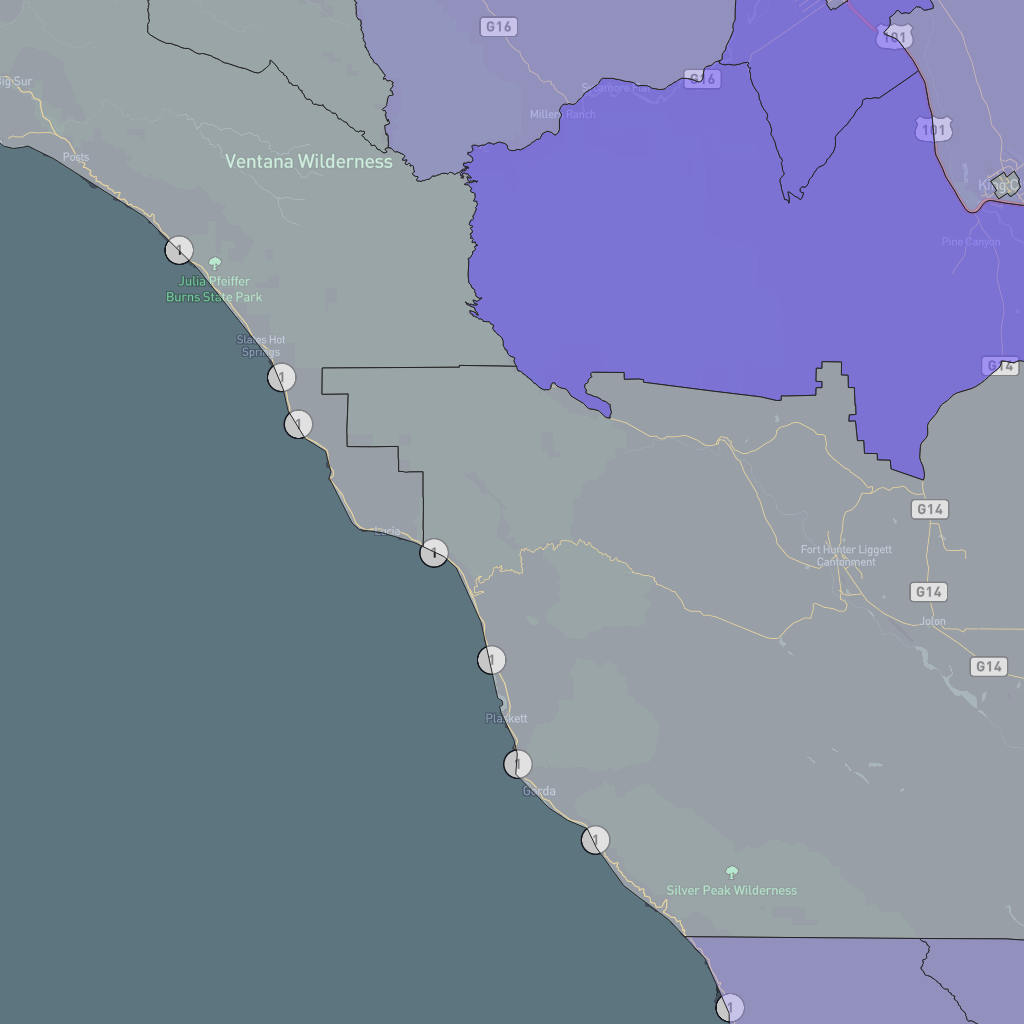 G16
101
Big Sur
G16
Sycamore Flat
Millers Ranch
101
Posts
Ventana Wilderness
King C
1
Pine Canyon
Julia Pfeiffer
Burns State Park
Slates Hot
Springs
G14
1
1
G14
Lucia
1
Fort Hunter Liggett
Cantonment
G14
Jolon
1
G14
Plaskett
1
Gorda
1
Silver Peak Wilderness
1